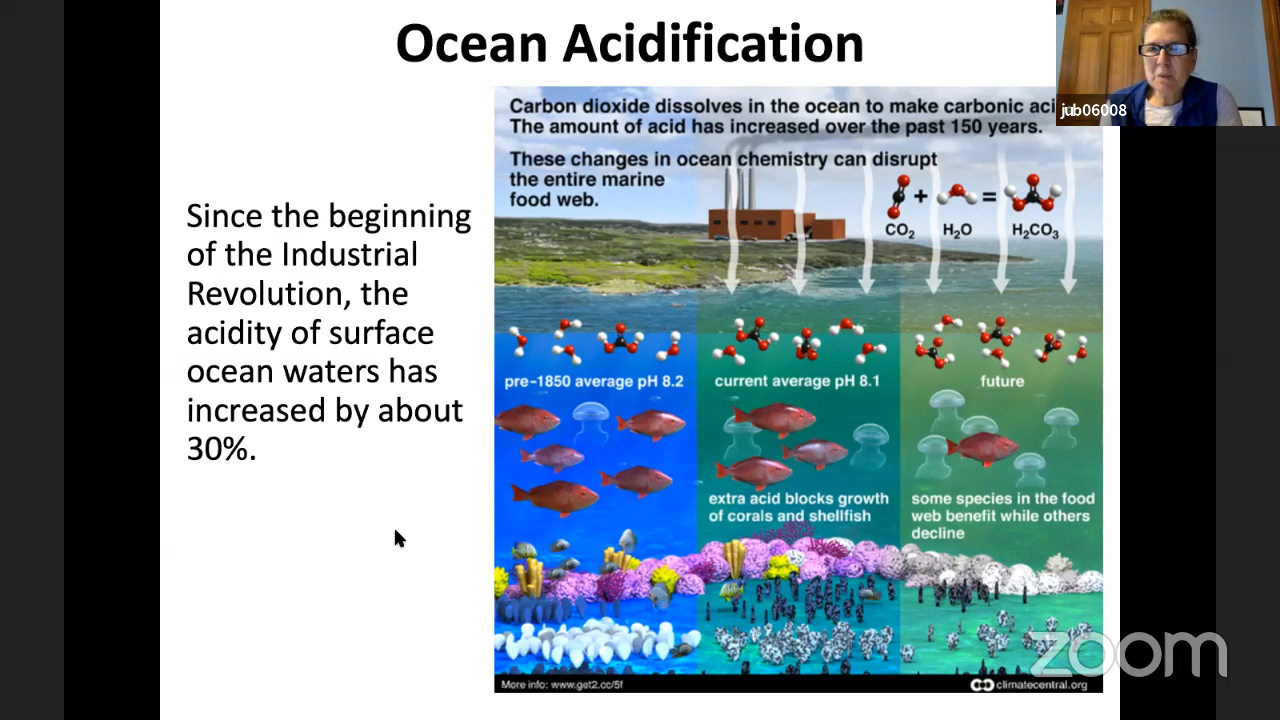 Ocean Acidification
Since the beginning
of the Industrial
Revolution, the
acidity of surface
ocean waters has
increased by about
30%.
Carbon dioxide dissolves in the ocean to make carbonic aci
The amount of acid has increased over the past 150 years.
These changes in ocean chemistry can disrupt
the entire marine
food web.
+ =
CO₂ H₂O H₂CO₃
pre-1850 average pH 8.2
current average pH 8.1
future
extra acid blocks growth
of corals and shellfish
some species in the food
web benefit while others
decline
More info: www.get2.cc/5f
climatecentral.org
jub06008
zoom